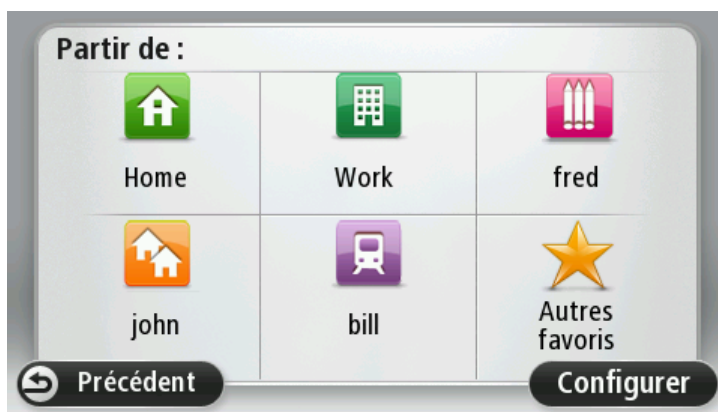 Partir de :
Home
Work
fred
john
bill
Autres
favoris
Précédent
Configurer